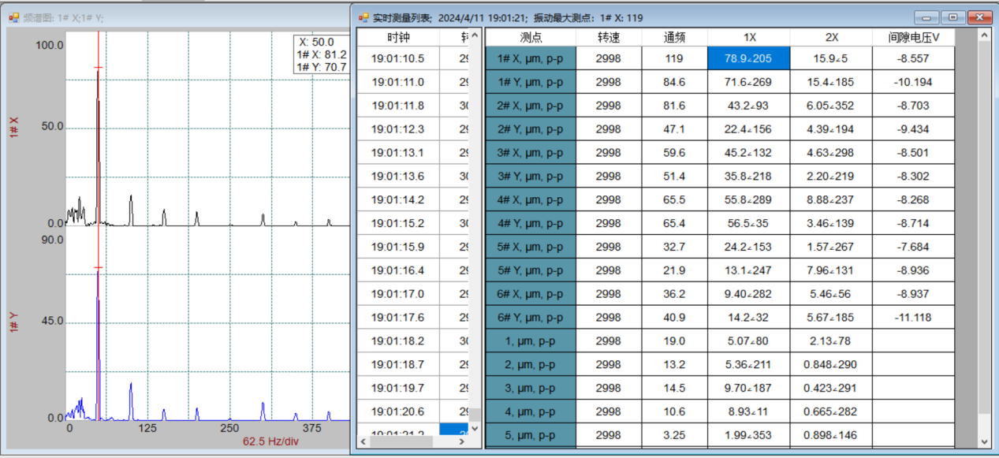 频谱图: 1# X;1# Y;
100.0
50.0
0.0
1# X
X: 50.0
1# X: 81.2
1# Y: 70.7
90.0
45.0
0.0
1# Y
0 125 250 375
62.5 Hz/div
实时测量列表; 2024/4/11 19:01:21; 振动最大测点: 1# X: 119
时钟
19:01:10.5 29
19:01:11.0 29
19:01:11.8 30
19:01:12.3 29
19:01:13.1 29
19:01:13.6 30
19:01:14.2 29
19:01:15.2 30
19:01:15.9 29
19:01:16.4 29
19:01:17.0 29
19:01:17.6 29
19:01:18.2 30
19:01:18.7 29
19:01:19.7 29
19:01:20.6 29
19:01:21.2
测点 转速 通频 1X 2X 间隙电压V
1# X, μm, p-p 2998 119 78.9∠205 15.9∠5 -8.557
1# Y, μm, p-p 2998 84.6 71.6∠269 15.4∠185 -10.194
2# X, μm, p-p 2998 81.6 43.2∠93 6.05∠352 -8.703
2# Y, μm, p-p 2998 47.1 22.4∠156 4.39∠194 -9.434
3# X, μm, p-p 2998 59.6 45.2∠132 4.63∠298 -8.501
3# Y, μm, p-p 2998 51.4 35.8∠218 2.20∠219 -8.302
4# X, μm, p-p 2998 65.5 55.8∠289 8.88∠237 -8.268
4# Y, μm, p-p 2998 65.4 56.5∠35 3.46∠139 -8.714
5# X, μm, p-p 2998 32.7 24.2∠153 1.57∠267 -7.684
5# Y, μm, p-p 2998 21.9 13.1∠247 7.96∠131 -8.936
6# X, μm, p-p 2998 36.2 9.40∠282 5.46∠56 -8.937
6# Y, μm, p-p 2998 40.9 14.2∠32 5.67∠185 -11.118
1, μm, p-p 2998 19.0 5.07∠80 2.13∠78
2, μm, p-p 2998 13.2 5.36∠211 0.848∠290
3, μm, p-p 2998 14.5 9.70∠187 0.423∠291
4, μm, p-p 2998 10.6 8.93∠11 0.665∠282
5, μm, p-p 2998 3.25 1.99∠353 0.898∠146